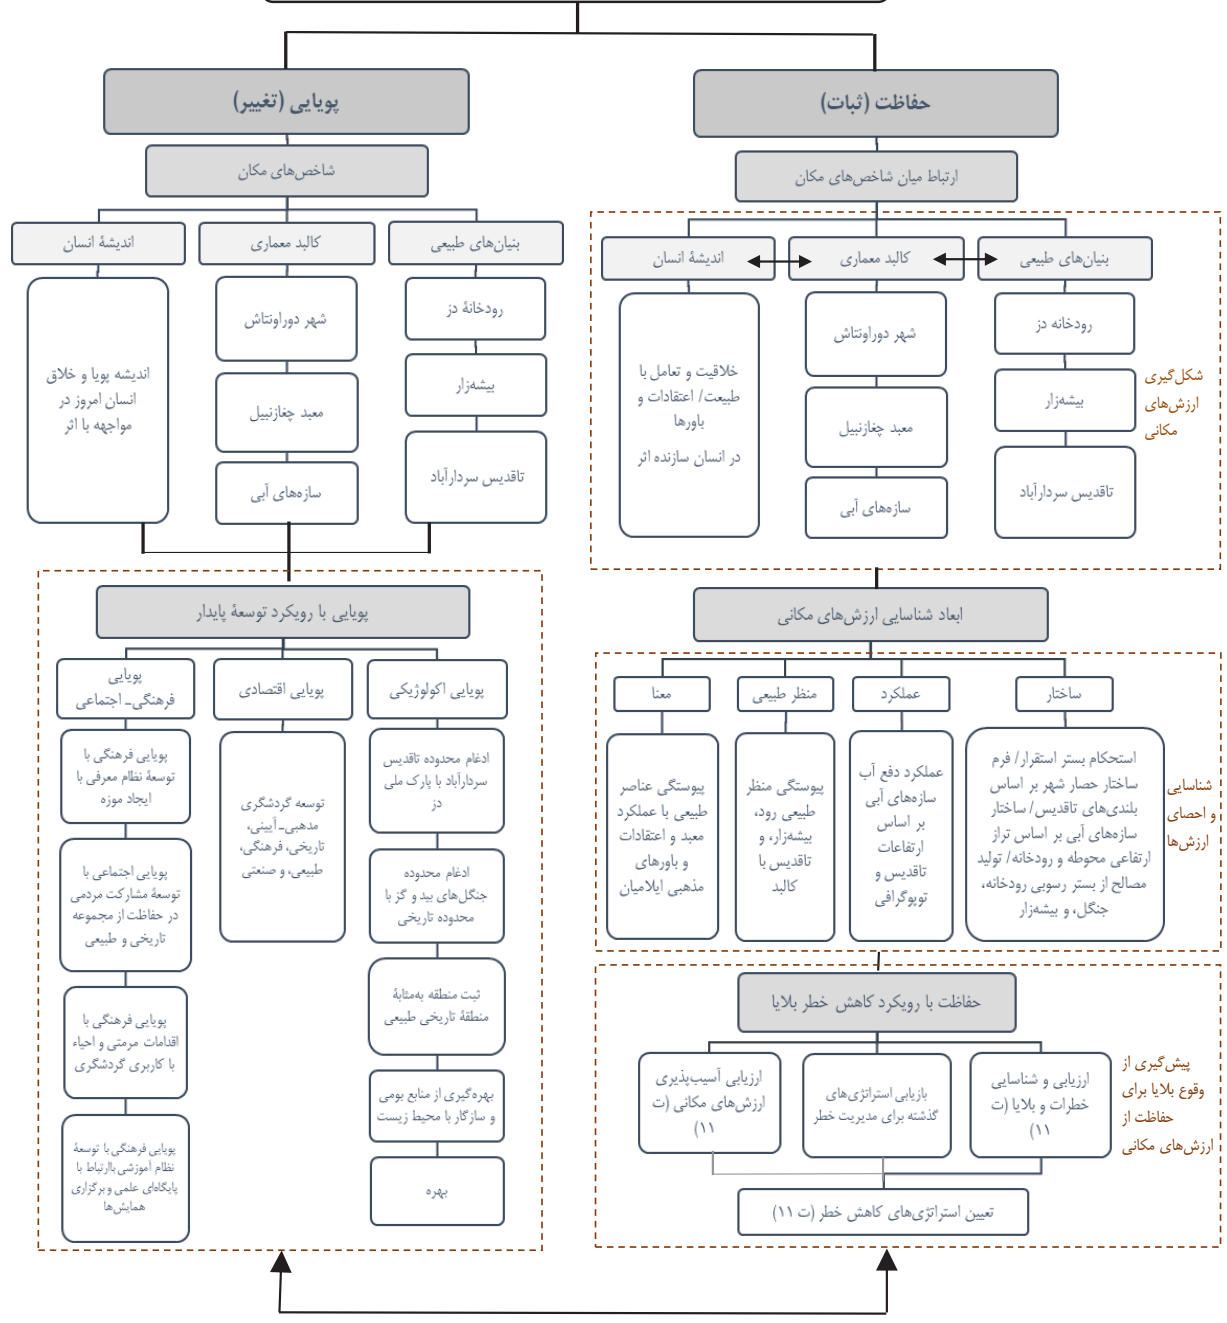 حفاظت (ثبات)
ارتباط میان شاخص‌های مکان
بنیان‌های طبیعی
کالبد معماری
اندیشۀ انسان
رودخانه دز
بیشه‌زار
تاقدیس سردارآباد
شهر دوراونتاش
معبد چغازنبیل
سازه‌های آبی
خلاقیت و تعامل با
طبیعت/ اعتقادات و
باورها
در انسان سازنده اثر
شکل‌گیری
ارزش‌های
مکانی
ابعاد شناسایی ارزش‌های مکانی
ساختار
عملکرد
منظر طبیعی
معنا
استحکام بستر استقرار/ فرم
ساختار حصار شهر بر اساس
بلندی‌های تاقدیس/ ساختار
سازه‌های آبی بر اساس تراز
ارتفاعی محوطه و رودخانه/ تولید
مصالح از بستر رسوبی رودخانه،
جنگل، و بیشه‌زار
عملکرد دفع آب
سازه‌های آبی
بر اساس
ارتفاعات
تاقدیس و
توپوگرافی
پیوستگی منظر
طبیعی رود،
بیشه‌زار، و
تاقدیس با
کالبد
پیوستگی عناصر
طبیعی با عملکرد
معبد و اعتقادات
و باورهای
مذهبی ایلامیان
شناسایی
و احصای
ارزش‌ها
حفاظت با رویکرد کاهش خطر بلایا
ارزیابی و شناسایی
خطرات و بلایا (ت
۱۱)
بازیابی استراتژی‌های
گذشته برای مدیریت خطر
ارزیابی آسیب‌پذیری
ارزش‌های مکانی (ت
۱۱)
تعیین استراتژی‌های کاهش خطر (ت ۱۱)
پیش‌گیری از
وقوع بلایا برای
حفاظت از
ارزش‌های مکانی
پویایی (تغییر)
شاخص‌های مکان
بنیان‌های طبیعی
کالبد معماری
اندیشۀ انسان
رودخانۀ دز
بیشه‌زار
تاقدیس سردارآباد
شهر دوراونتاش
معبد چغازنبیل
سازه‌های آبی
اندیشه پویا و خلاق
انسان امروز در
مواجهه با اثر
پویایی با رویکرد توسعۀ پایدار
پویایی اکولوژیکی
پویایی اقتصادی
پویایی
فرهنگی‌ـ اجتماعی
ادغام محدوده تاقدیس
سردارآباد با پارک ملی
دز
ادغام محدوده
جنگل‌های بید و گز با
محدوده تاریخی
ثبت منطقه به‌مثابۀ
منطقۀ تاریخی طبیعی
بهره‌گیری از منابع بومی
و سازگار با محیط زیست
بهره
توسعه گردشگری
مذهبی‌ـ آیینی،
تاریخی، فرهنگی،
طبیعی، و صنعتی
پویایی فرهنگی با
توسعۀ نظام معرفی با
ایجاد موزه
پویایی اجتماعی با
توسعۀ مشارکت مردمی
در حفاظت از مجموعه
تاریخی و طبیعی
پویایی فرهنگی با
اقدامات مرمتی و احیاء
با کاربری گردشگری
پویایی فرهنگی با توسعۀ
نظام آموزشی باارتباط با
پایگاه‌ای علمی و برگزاری
همایش‌ها